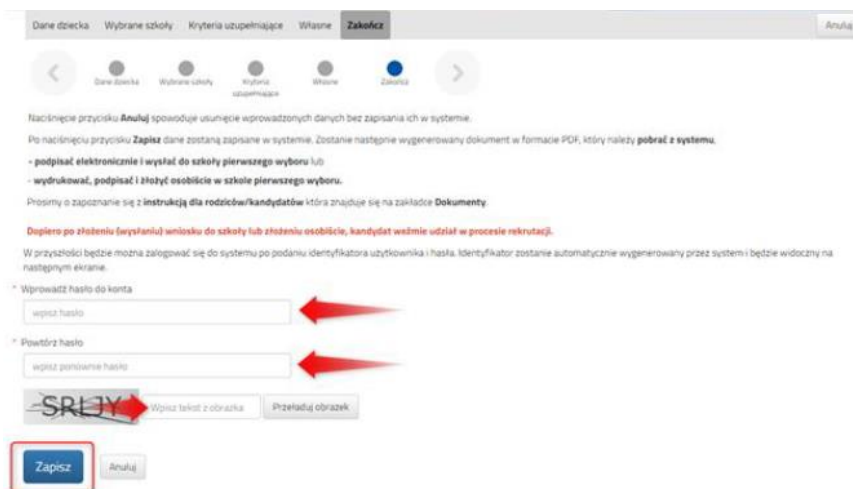 Dane dziecka Wybrane szkoły Kryteria uzupełniające Własne Zakończ Anuluj
Dane dziecka Wybrane szkoły Kryteria uzupełniające Własne Zakończ
Naciśnięcie przycisku Anuluj spowoduje usunięcie wprowadzonych danych bez zapisania ich w systemie.
Po naciśnięciu przycisku Zapisz dane zostaną zapisane w systemie. Zostanie następnie wygenerowany dokument w formacie PDF, który należy pobrać z systemu,
- podpisać elektronicznie i wysłać do szkoły pierwszego wyboru lub
- wydrukować, podpisać i złożyć osobiście w szkole pierwszego wyboru.
Prosimy o zapoznanie się z instrukcją dla rodziców/kandydatów która znajduje się na zakładce Dokumenty.
Dopiero po złożeniu (wysłaniu) wniosku do szkoły lub złożeniu osobiście, kandydat weźmie udział w procesie rekrutacji.
W przyszłości będzie można zalogować się do systemu po podaniu identyfikatora użytkownika i hasła. Identyfikator zostanie automatycznie wygenerowany przez system i będzie widoczny na
następnym ekranie.
* Wprowadź hasło do konta
wpisz hasło
* Powtórz hasło
wpisz ponownie hasło
SRLJY Wpisz tekst z obrazka Przeładuj obrazek
Zapisz Anuluj